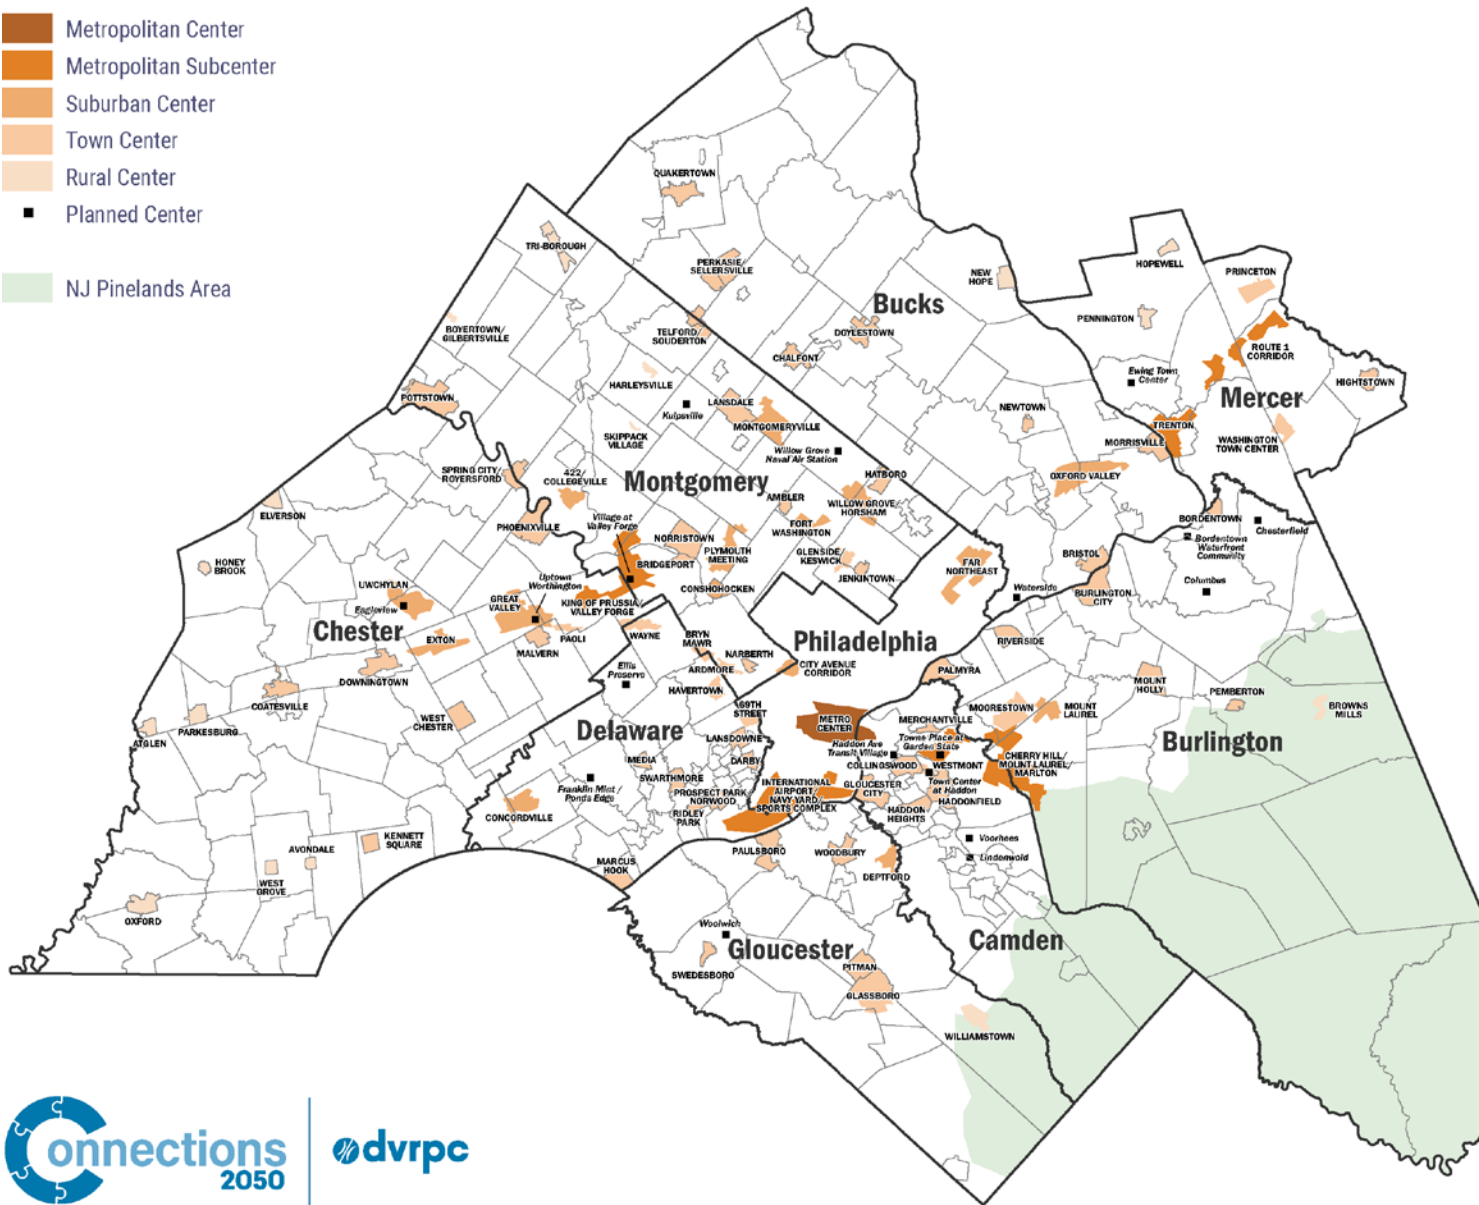 Metropolitan Center
Metropolitan Subcenter
Suburban Center
Town Center
Rural Center
Planned Center
NJ Pinelands Area
QUAKERTOWN
TRI-BOROUGH
PERKASIE/
SELLERSVILLE
NEW
HOPE
HOPEWELL
PRINCETON
Bucks
BOYERTOWN/
GILBERTSVILLE
TELFORD/
SOUDERTON
DOYLESTOWN
PENNINGTON
ROUTE 1
CORRIDOR
CHALFONT
Ewing Town
Center
HARLEYSVILLE
HIGHTSTOWN
POTTSTOWN
Kulpsville
LANSDALE
Mercer
NEWTOWN
MONTGOMERYVILLE
TRENTON
SKIPPACK
VILLAGE
MORRISVILLE
WASHINGTON
TOWN CENTER
Willow Grove
Naval Air Station
SPRING CITY/
ROYERSFORD
422/
COLLEGEVILLE
Montgomery
HATBORO
OXFORD VALLEY
AMBLER
WILLOW GROVE/
HORSHAM
ELVERSON
Village at
Valley Forge
PHOENIXVILLE
FORT
WASHINGTON
BORDENTOWN
Chesterfield
NORRISTOWN
Bordentown
Waterfront
Community
PLYMOUTH
MEETING
GLENSIDE/
KESWICK
BRISTOL
HONEY
BROOK
BRIDGEPORT
FAR
NORTHEAST
JENKINTOWN
UWCHLAN
Uptown
Worthington
CONSHOHOCKEN
Waterside
Columbus
Eagleview
GREAT
VALLEY
KING OF PRUSSIA/
VALLEY FORGE
BURLINGTON
CITY
Chester
EXTON
PAOLI
WAYNE
BRYN
MAWR
Philadelphia
RIVERSIDE
MALVERN
NARBERTH
Ellis
Preserve
ARDMORE
CITY AVENUE
CORRIDOR
PALMYRA
DOWNINGTOWN
HAVERTOWN
MOUNT
HOLLY
PEMBERTON
COATESVILLE
69TH
STREET
MOORESTOWN
MOUNT
LAUREL
BROWNS
MILLS
WEST
CHESTER
METRO
CENTER
MERCHANTVILLE
PARKESBURG
Delaware
LANSDOWNE
Towne Place at
Garden State
Burlington
ATGLEN
Haddon Ave
Transit Village
MEDIA
DARBY
COLLINGSWOOD
WESTMONT
CHERRY HILL/
MOUNT LAUREL/
MARLTON
SWARTHMORE
Franklin Mint /
Ponds Edge
INTERNATIONAL
AIRPORT/
NAVY YARD/
SPORTS COMPLEX
GLOUCESTER
CITY
Town Center
at Haddon
PROSPECT PARK/
NORWOOD
HADDONFIELD
CONCORDVILLE
RIDLEY
PARK
HADDON
HEIGHTS
KENNETT
SQUARE
Voorhees
AVONDALE
PAULSBORO
WOODBURY
Lindenwold
MARCUS
HOOK
DEPTFORD
WEST
GROVE
OXFORD
Woolwich
Gloucester
Camden
SWEDESBORO
PITMAN
GLASSBORO
WILLIAMSTOWN
Connections
2050
dvrpc